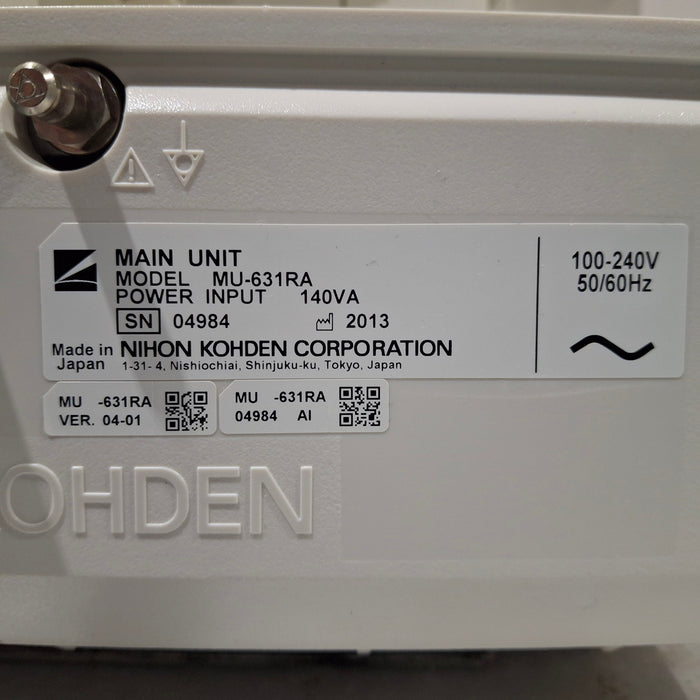 MAIN UNIT
MODEL MU-631RA
POWER INPUT 140VA
SN 04984 2013
Made in Japan NIHON KOHDEN CORPORATION
1-31- 4, Nishiochiai, Shinjuku-ku, Tokyo, Japan
100-240V
50/60Hz
MU -631RA
VER. 04-01
MU -631RA
04984 AI
OHDEN